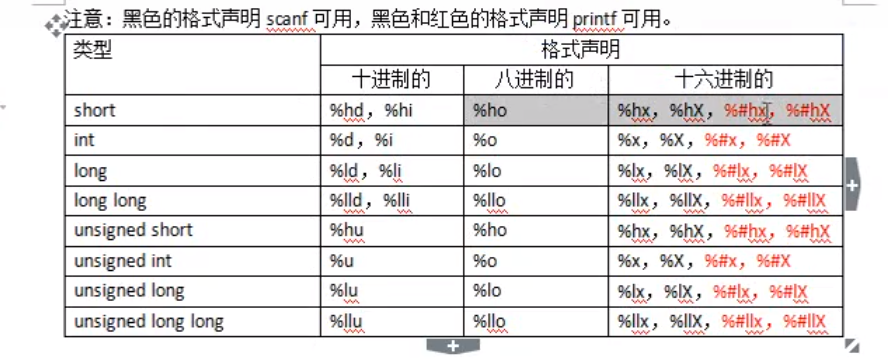 注意：黑色的格式声明 scanf 可用，黑色和红色的格式声明 printf 可用。
类型 格式声明
十进制的 八进制的 十六进制的
short %hd，%hi %ho %hx，%hX，%#hx，%#hX
int %d，%i %o %x，%X，%#x，%#X
long %ld，%li %lo %lx，%lX，%#lx，%#lX
long long %lld，%lli %llo %llx，%llX，%#llx，%#llX
unsigned short %hu %ho %hx，%hX，%#hx，%#hX
unsigned int %u %o %x，%X，%#x，%#X
unsigned long %lu %lo %lx，%lX，%#lx，%#lX
unsigned long long %llu %llo %llx，%llX，%#llx，%#llX